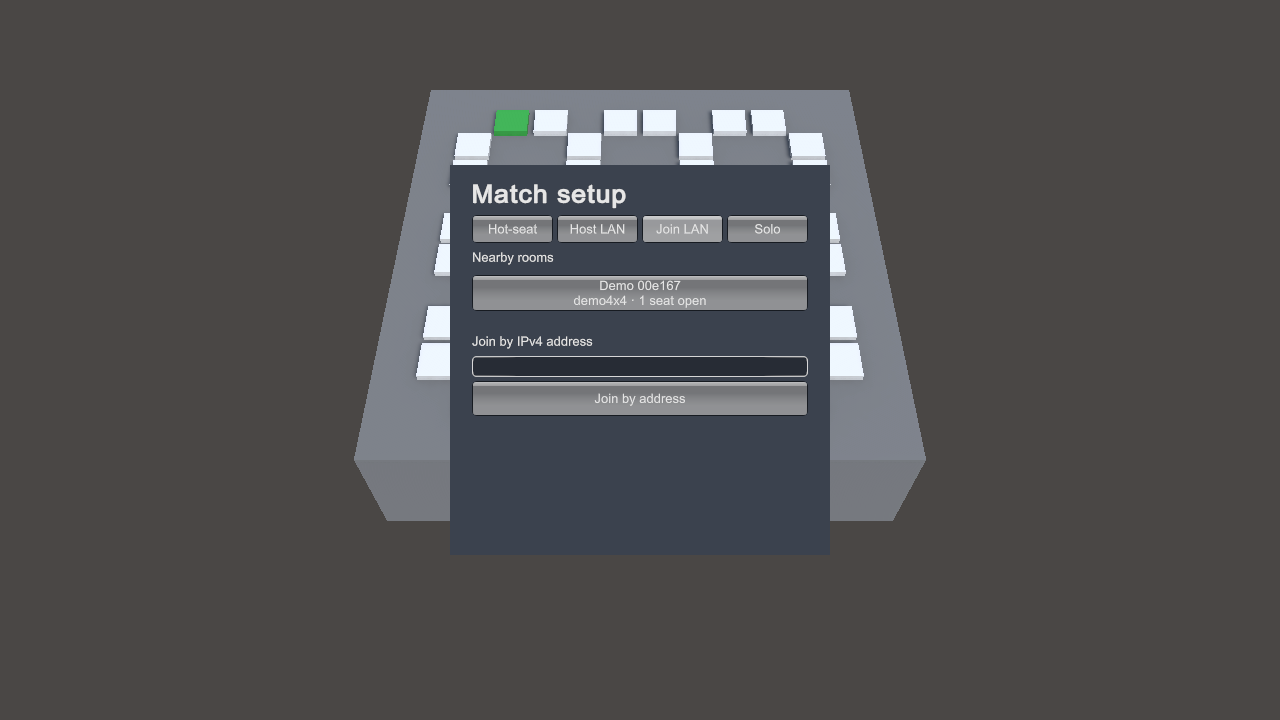 Match setup
Hot-seat
Host LAN
Join LAN
Solo
Nearby rooms
Demo 00e167
demo4x4 · 1 seat open
Join by IPv4 address
Join by address